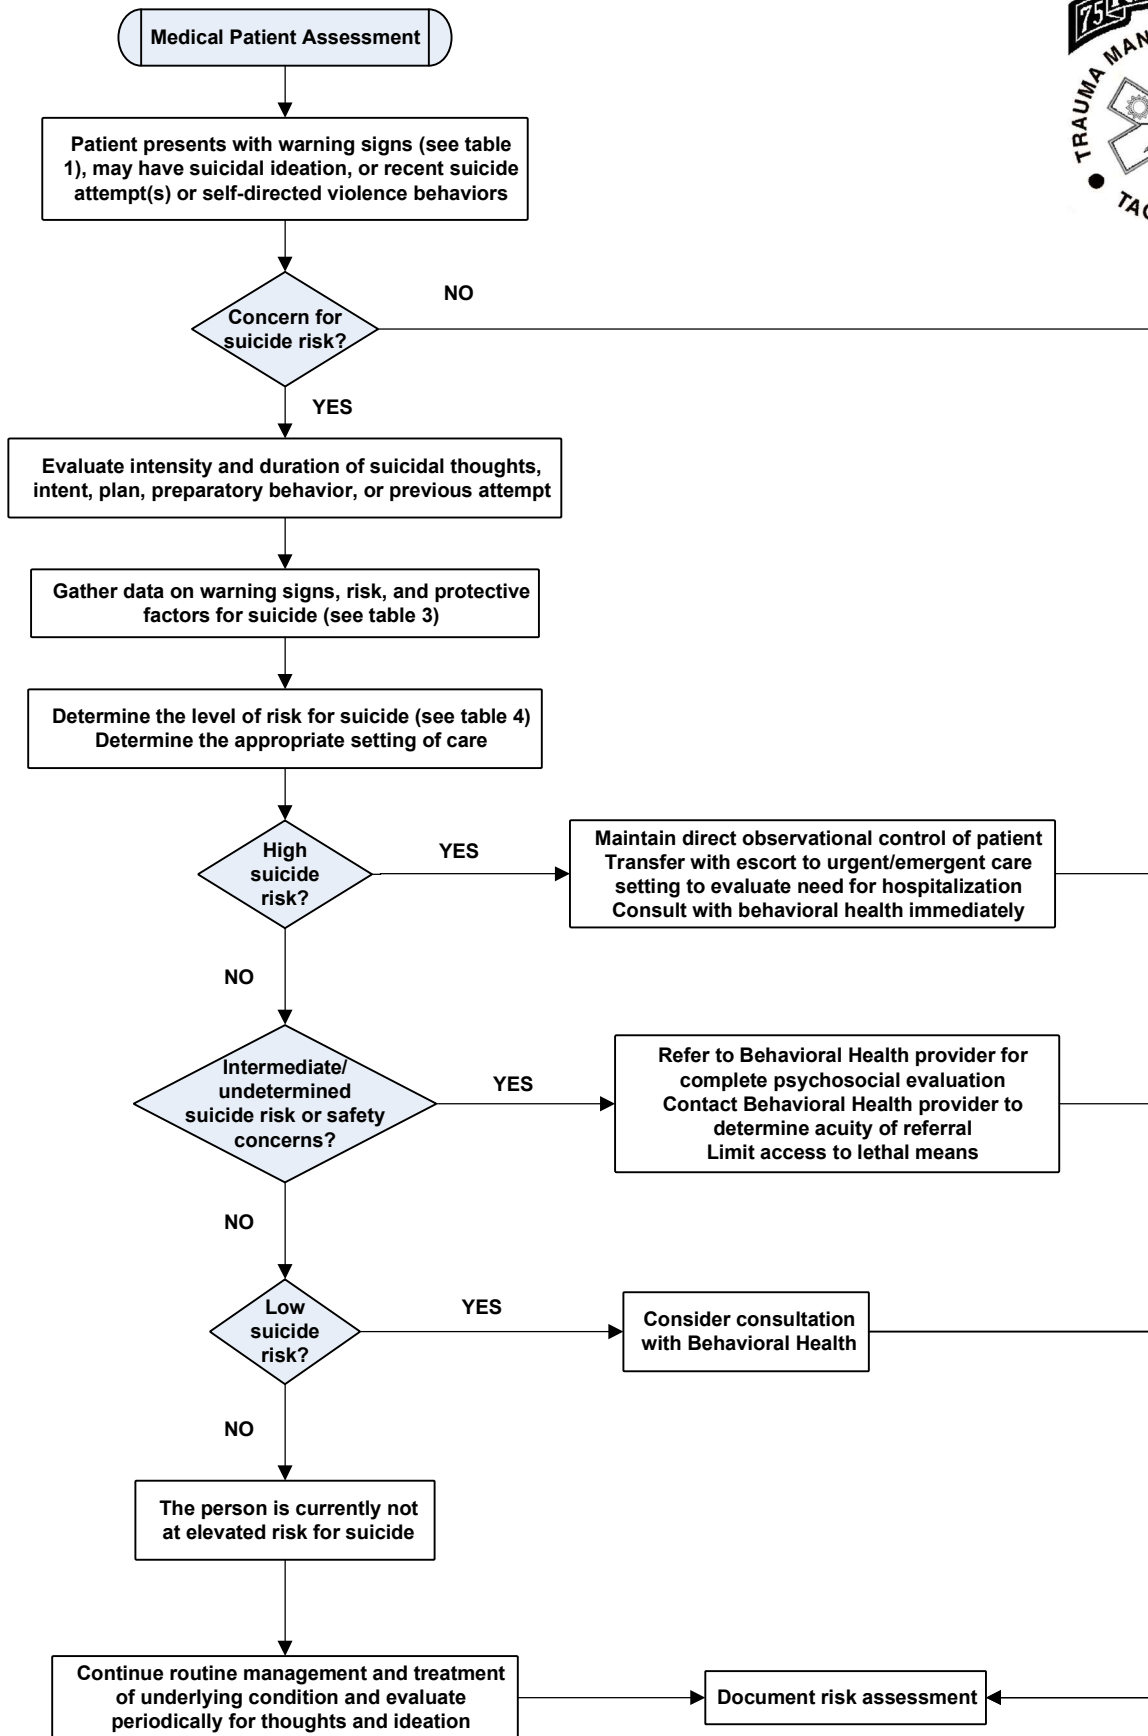 Medical Patient Assessment
75
TRAUMA
Patient presents with warning signs (see table
1), may have suicidal ideation, or recent suicide
attempt(s) or self-directed violence behaviors
Concern for
suicide risk?
NO
YES
Evaluate intensity and duration of suicidal thoughts,
intent, plan, preparatory behavior, or previous attempt
Gather data on warning signs, risk, and protective
factors for suicide (see table 3)
Determine the level of risk for suicide (see table 4)
Determine the appropriate setting of care
High
suicide
risk?
YES
Maintain direct observational control of patient
Transfer with escort to urgent/emergent care
setting to evaluate need for hospitalization
Consult with behavioral health immediately
NO
Intermediate/
undetermined
suicide risk or safety
concerns?
YES
Refer to Behavioral Health provider for
complete psychosocial evaluation
Contact Behavioral Health provider to
determine acuity of referral
Limit access to lethal means
NO
Low
suicide
risk?
YES
Consider consultation
with Behavioral Health
NO
The person is currently not
at elevated risk for suicide
Continue routine management and treatment
of underlying condition and evaluate
periodically for thoughts and ideation
Document risk assessment